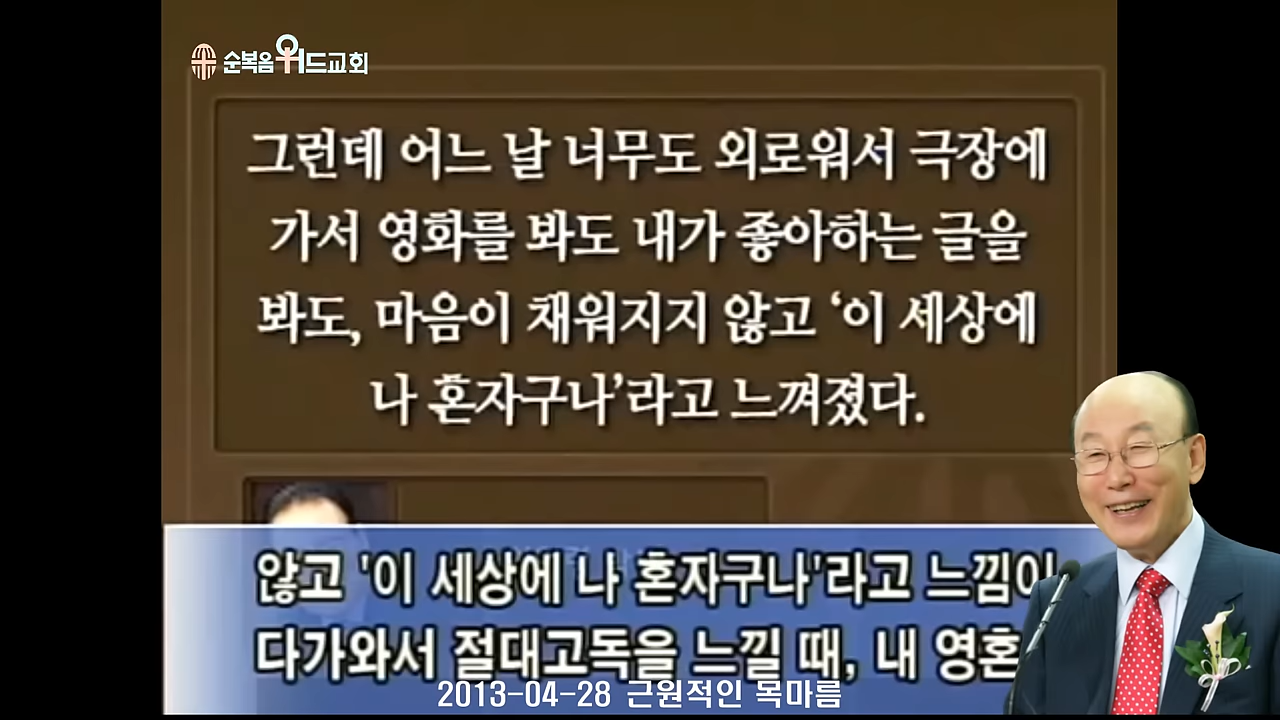 순복음위드교회
그런데 어느 날 너무도 외로워서 극장에
가서 영화를 봐도 내가 좋아하는 글을
봐도, 마음이 채워지지 않고 ‘이 세상에
나 혼자구나’라고 느껴졌다.
않고 '이 세상에 나 혼자구나'라고 느낌이
다가와서 절대고독을 느낄 때, 내 영혼
2013-04-28 근원적인 목마름